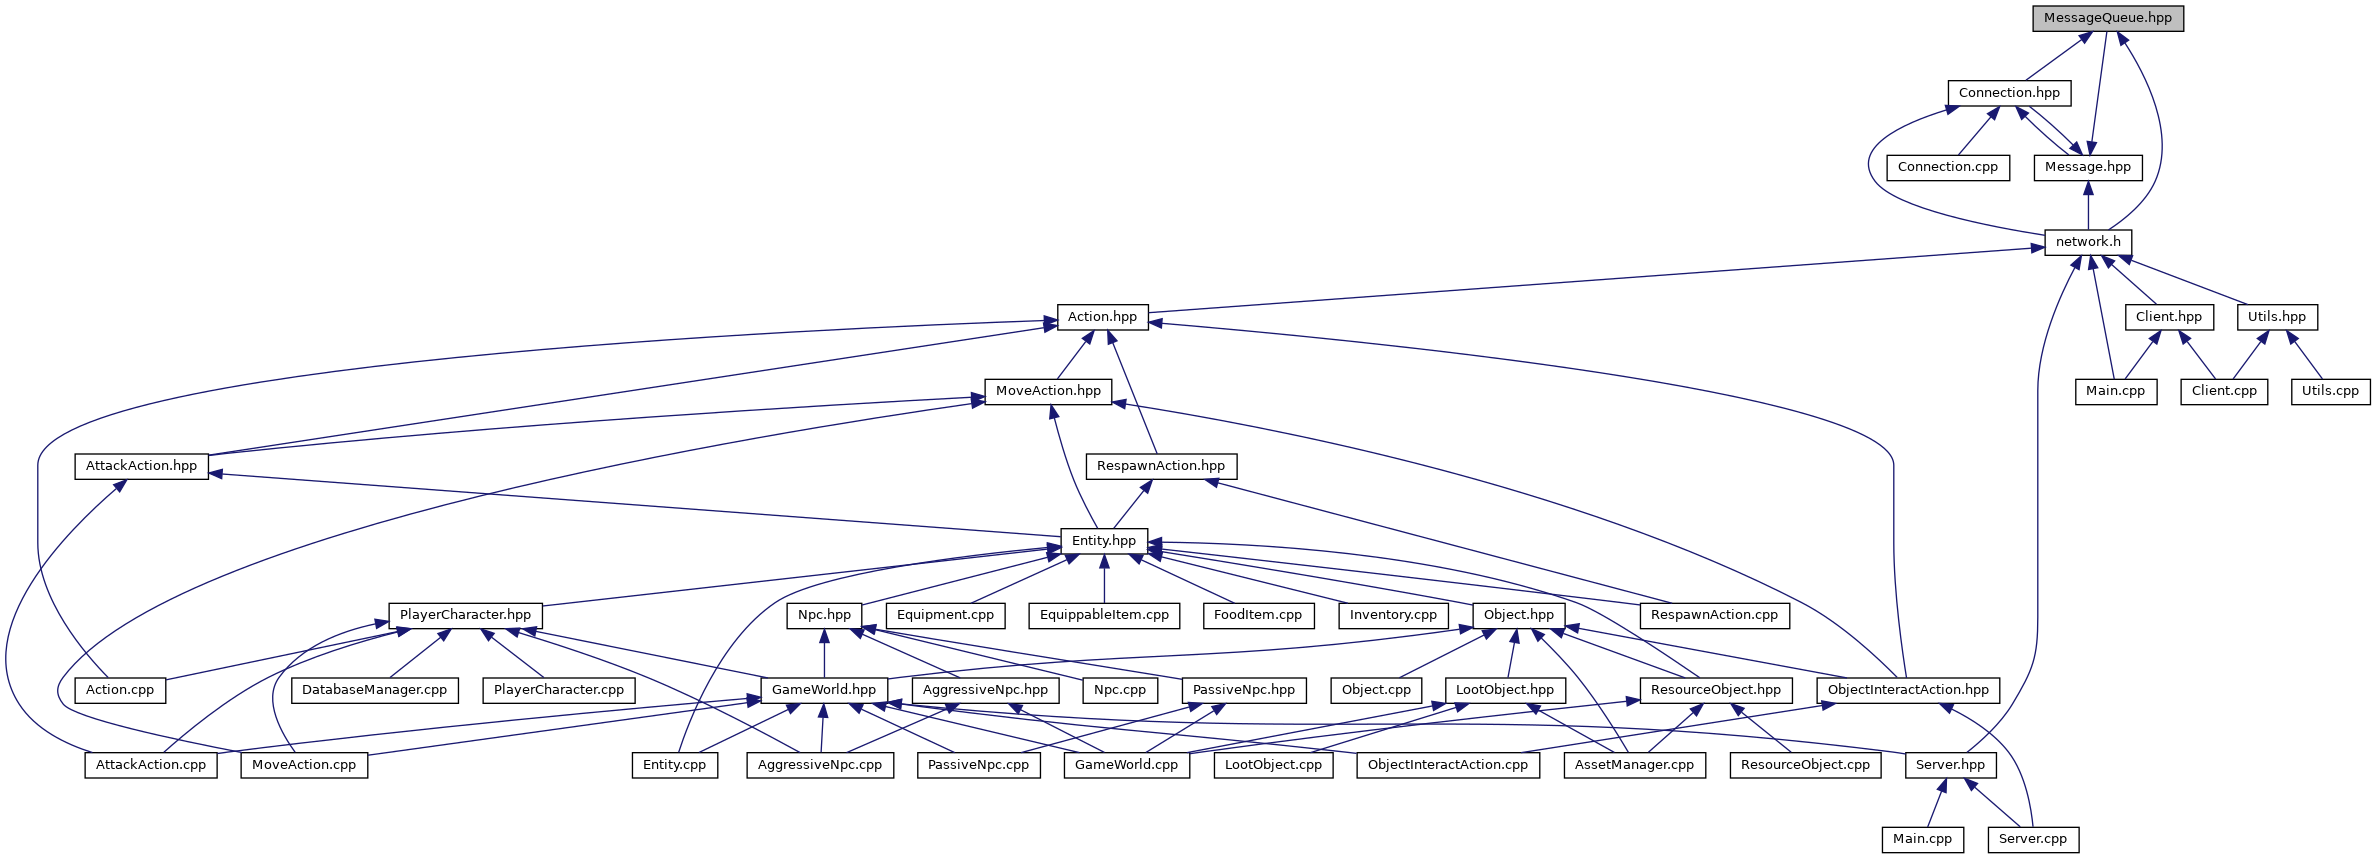 MessageQueue.hpp
Connection.hpp
Connection.cpp
Message.hpp
network.h
Action.hpp
Client.hpp
Utils.hpp
MoveAction.hpp
Main.cpp
Client.cpp
Utils.cpp
AttackAction.hpp
RespawnAction.hpp
Entity.hpp
PlayerCharacter.hpp
Npc.hpp
Equipment.cpp
EquippableItem.cpp
FoodItem.cpp
Inventory.cpp
Object.hpp
RespawnAction.cpp
Action.cpp
DatabaseManager.cpp
PlayerCharacter.cpp
GameWorld.hpp
AggressiveNpc.hpp
Npc.cpp
PassiveNpc.hpp
Object.cpp
LootObject.hpp
ResourceObject.hpp
ObjectInteractAction.hpp
AttackAction.cpp
MoveAction.cpp
Entity.cpp
AggressiveNpc.cpp
PassiveNpc.cpp
GameWorld.cpp
LootObject.cpp
ObjectInteractAction.cpp
AssetManager.cpp
ResourceObject.cpp
Server.hpp
Main.cpp
Server.cpp